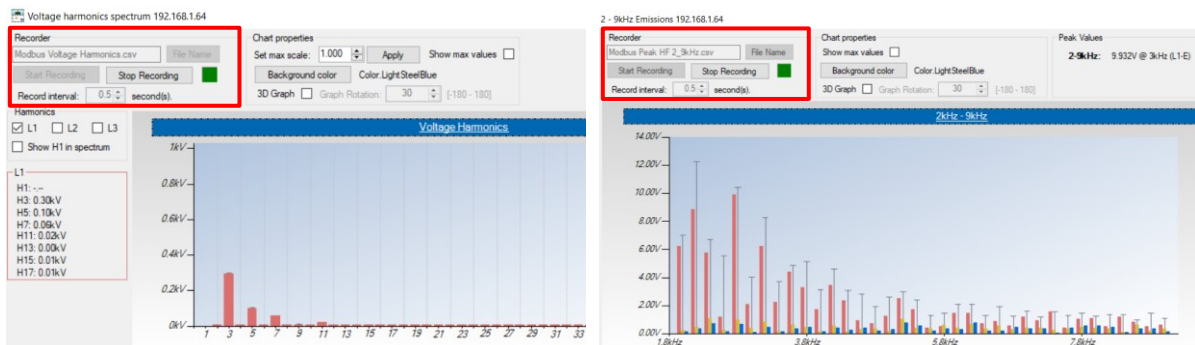 Voltage harmonics spectrum 192.168.1.64
Recorder
Modbus Voltage Harmonics.csv File Name
Start Recording Stop Recording
Record interval: 0.5 second(s).
Chart properties
Set max scale: 1.000 Apply Show max values
Background color Color.LightSteelBlue
3D Graph Graph Rotation: 30 [-180 - 180]
Harmonics
L1 L2 L3
Show H1 in spectrum
L1
H1: -.--
H3: 0.30kV
H5: 0.10kV
H7: 0.06kV
H11: 0.02kV
H13: 0.00kV
H15: 0.01kV
H17: 0.01kV
Voltage Harmonics
1kV
0.8kV
0.6kV
0.4kV
0.2kV
0kV
1 3 5 7 9 11 13 15 17 19 21 23 25 27 29 31 33
2 - 9kHz Emissions 192.168.1.64
Recorder
Modbus Peak HF 2_9kHz.csv File Name
Start Recording Stop Recording
Record interval: 0.5 second(s).
Chart properties
Show max values
Background color Color.LightSteelBlue
3D Graph Graph Rotation: 30 [-180 - 180]
Peak Values
2-9kHz: 9.932V @ 3kHz (L1-E)
2kHz - 9kHz
14.00V
12.00V
10.00V
8.00V
6.00V
4.00V
2.00V
0.00V
1.8kHz 3.8kHz 5.8kHz 7.8kHz